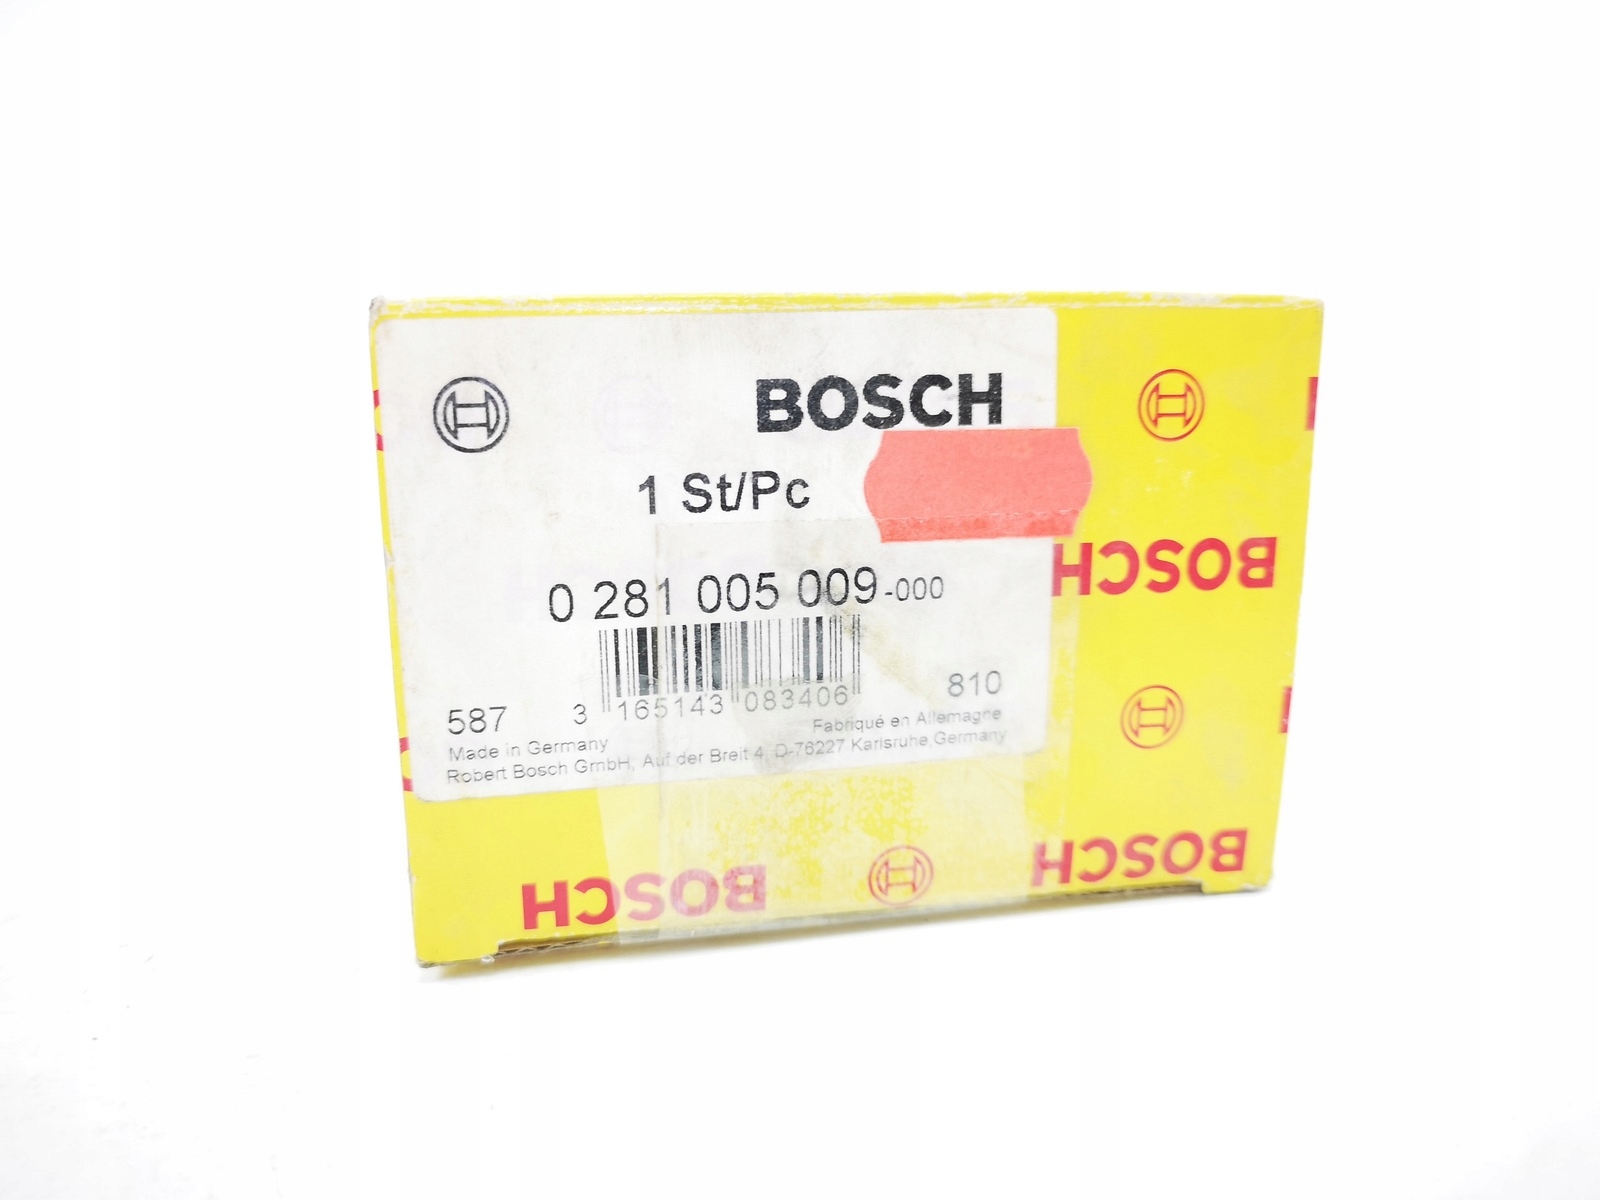 BOSCH
1 St/Pc
0 281 005 009-000
587
3 165143 083406
810
Made in Germany
Fabriqué en Allemagne
Robert Bosch GmbH, Auf der Breit 4, D-76227 Karlsruhe, Germany
BOSCH
BOSCH
BOSCH